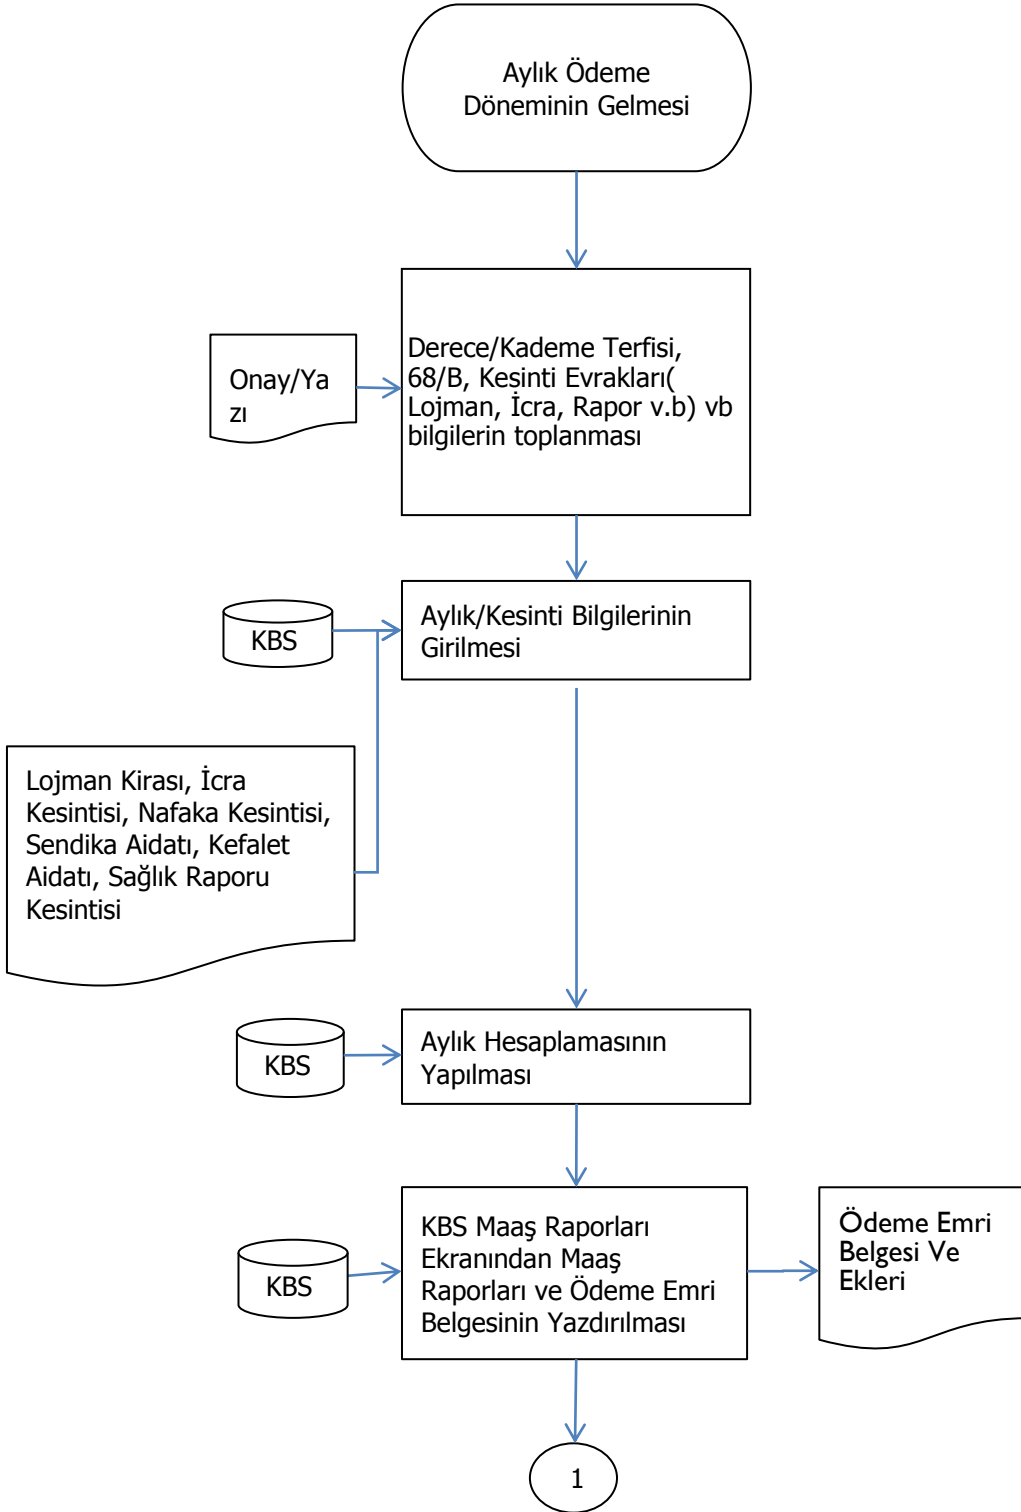 Aylık Ödeme
Döneminin Gelmesi
Onay/Ya
zı
Derece/Kademe Terfisi,
68/B, Kesinti Evrakları(
Lojman, İcra, Rapor v.b) vb
bilgilerin toplanması
KBS
Aylık/Kesinti Bilgilerinin
Girilmesi
Lojman Kirası, İcra
Kesintisi, Nafaka Kesintisi,
Sendika Aidatı, Kefalet
Aidatı, Sağlık Raporu
Kesintisi
KBS
Aylık Hesaplamasının
Yapılması
KBS
KBS Maaş Raporları
Ekranından Maaş
Raporları ve Ödeme Emri
Belgesinin Yazdırılması
Ödeme Emri
Belgesi Ve
Ekleri
1